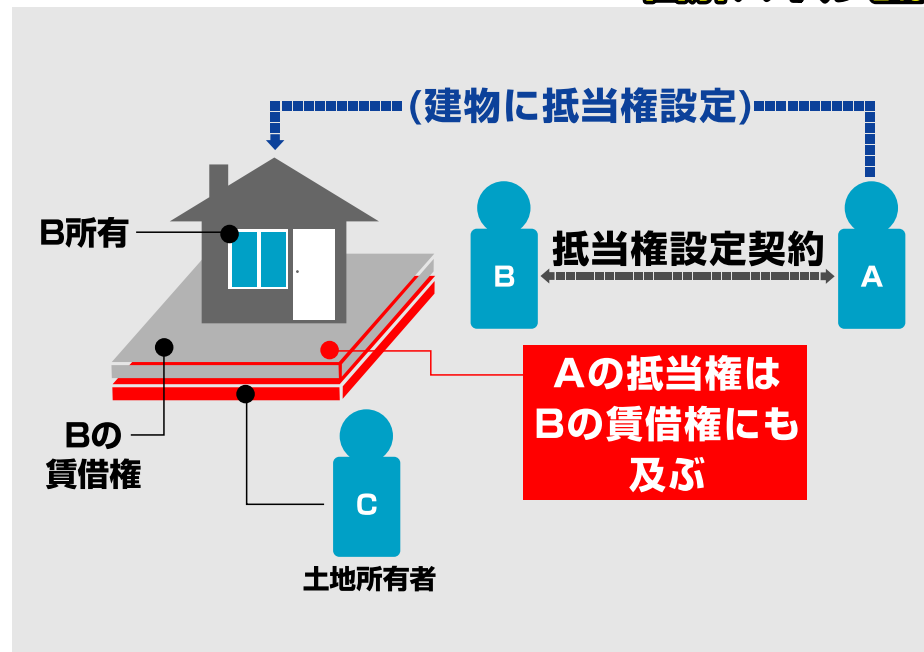 (建物に抵当権設定)
B所有
抵当権設定契約
B
A
Aの抵当権は
Bの賃借権にも
及ぶ
Bの
賃借権
C
土地所有者